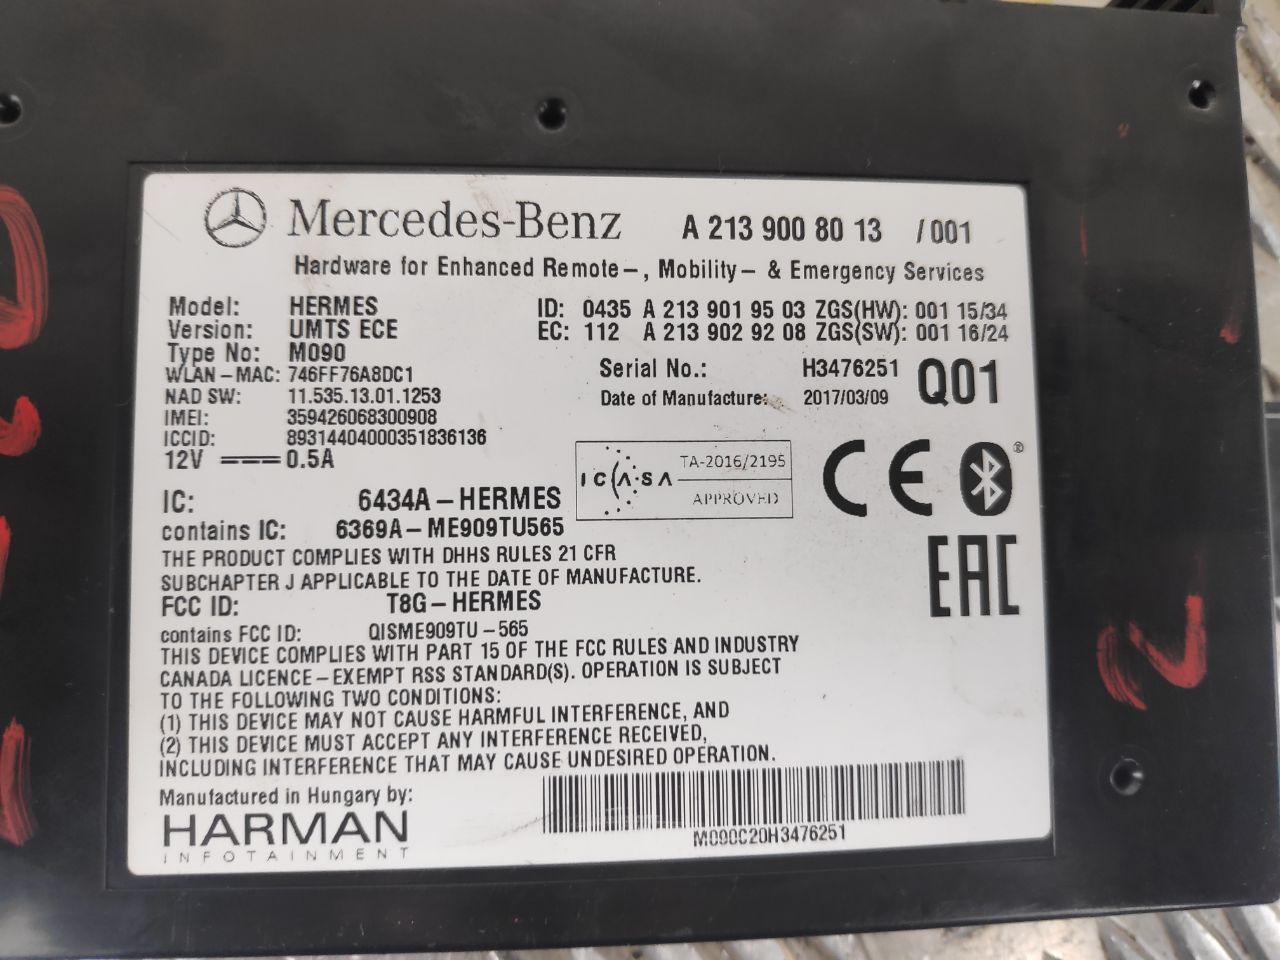 Mercedes-Benz A 213 900 80 13 /001
Hardware for Enhanced Remote-, Mobility- & Emergency Services
Model: HERMES ID: 0435 A 213 901 95 03 ZGS(HW): 001 15/34
Version: UMTS ECE EC: 112 A 213 902 92 08 ZGS(SW): 001 16/24
Type No: M090 Serial No.: H3476251 Q01
WLAN-MAC: 746FF76A8DC1
NAD SW: 11.535.13.01.1253 Date of Manufacture: 2017/03/09
IMEI: 359426068300908
ICCID: 89314404000351836136
12V 0.5A
ICASA TA-2016/2195
APPROVED
CE
EAC
IC: 6434A-HERMES
contains IC: 6369A-ME909TU565
THE PRODUCT COMPLIES WITH DHHS RULES 21 CFR
SUBCHAPTER J APPLICABLE TO THE DATE OF MANUFACTURE.
FCC ID: T8G-HERMES
contains FCC ID: QISME909TU-565
THIS DEVICE COMPLIES WITH PART 15 OF THE FCC RULES AND INDUSTRY
CANADA LICENCE-EXEMPT RSS STANDARD(S). OPERATION IS SUBJECT
TO THE FOLLOWING TWO CONDITIONS:
(1) THIS DEVICE MAY NOT CAUSE HARMFUL INTERFERENCE, AND
(2) THIS DEVICE MUST ACCEPT ANY INTERFERENCE RECEIVED,
INCLUDING INTERFERENCE THAT MAY CAUSE UNDESIRED OPERATION.
Manufactured in Hungary by:
HARMAN
INFOTAINMENT
M090C20H3476251